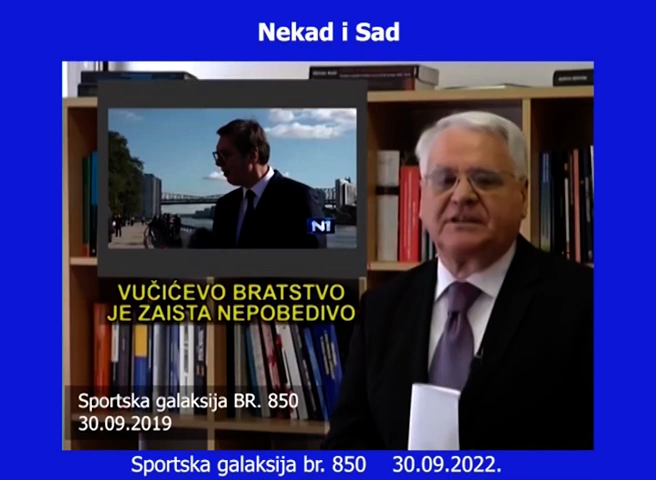 Nekad i Sad
N1
VUČIĆEVO BRATSTVO
JE ZAISTA NEPOBEDIVO
Sportska galaksija BR. 850
30.09.2019
Sportska galaksija br. 850 30.09.2022.